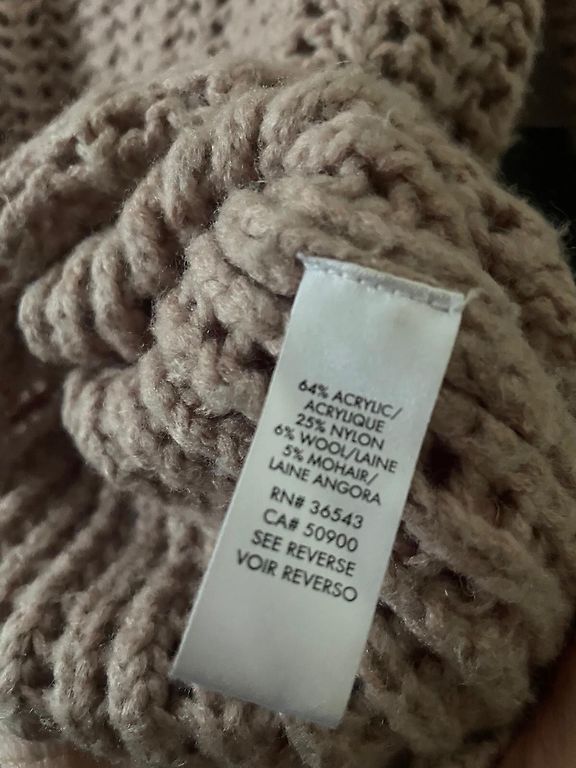 64% ACRYLIC/
ACRYLIQUE
25% NYLON
6% WOOL/LAINE
5% MOHAIR/
LAINE ANGORA
RN# 36543
CA# 50900
SEE REVERSE
VOIR REVERSO